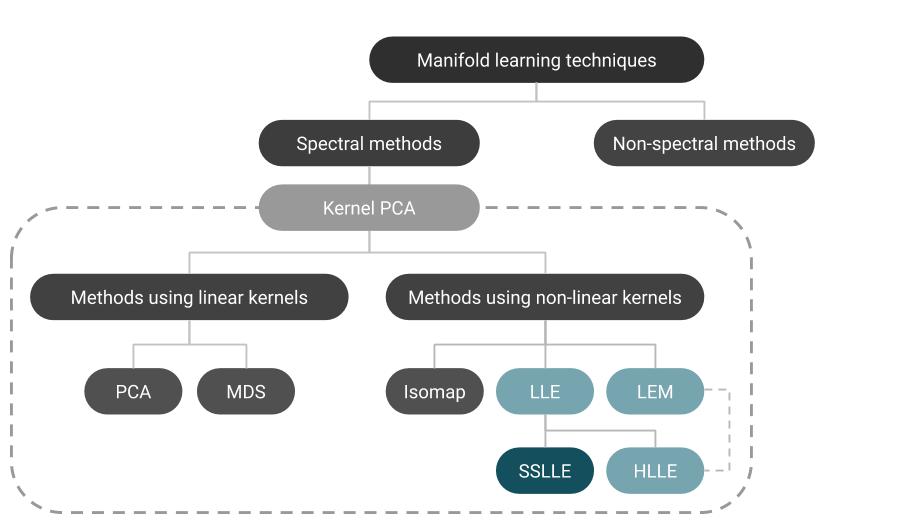 Manifold learning techniques
Spectral methods
Non-spectral methods
Kernel PCA
Methods using linear kernels
Methods using non-linear kernels
PCA
MDS
Isomap
LLE
LEM
SSLLE
HLLE